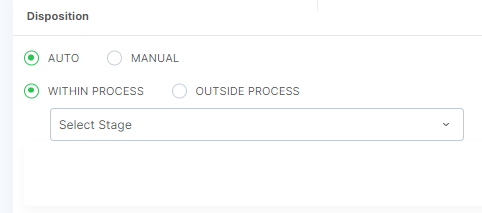 Disposition
AUTO MANUAL
WITHIN PROCESS OUTSIDE PROCESS
Select Stage